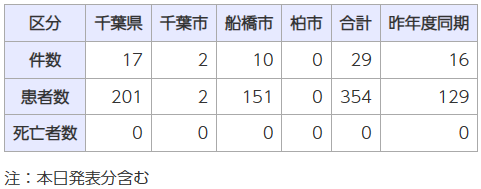 区分 千葉県 千葉市 船橋市 柏市 合計 昨年度同期
件数 17 2 10 0 29 16
患者数 201 2 151 0 354 129
死亡者数 0 0 0 0 0 0
注：本日発表分含む